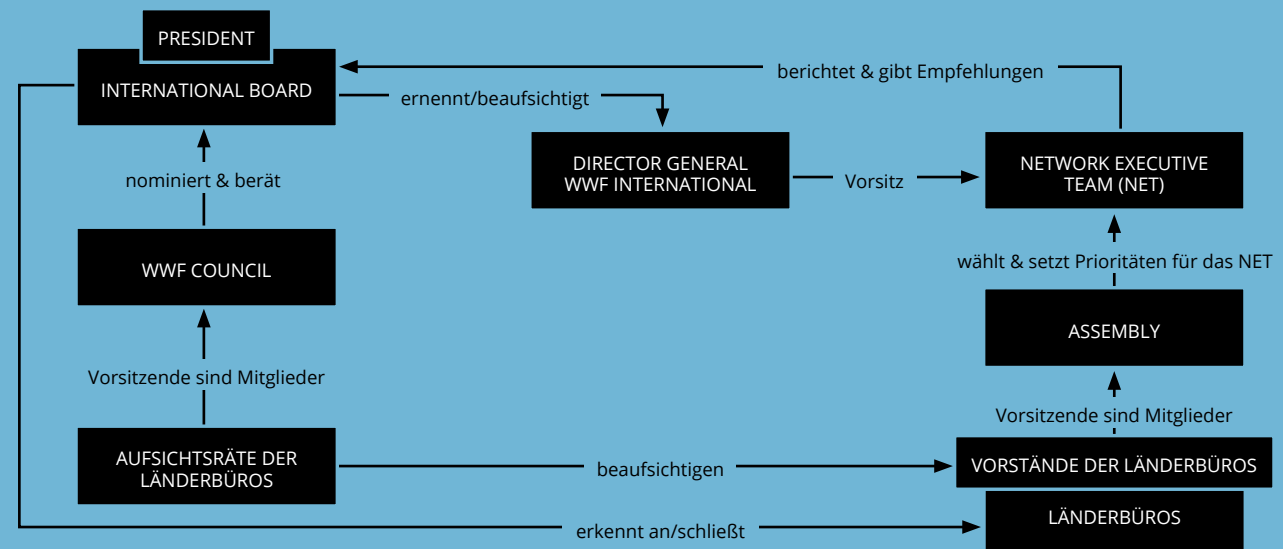 PRESIDENT
INTERNATIONAL BOARD
berichtet & gibt Empfehlungen
ernennt/beaufsichtigt
DIRECTOR GENERAL
WWF INTERNATIONAL
Vorsitz
NETWORK EXECUTIVE
TEAM (NET)
nominiert & berät
WWF COUNCIL
wählt & setzt Prioritäten für das NET
ASSEMBLY
Vorsitzende sind Mitglieder
Vorsitzende sind Mitglieder
AUFSICHTSRÄTE DER
LÄNDERBÜROS
beaufsichtigen
VORSTÄNDE DER LÄNDERBÜROS
LÄNDERBÜROS
erkennt an/schließt